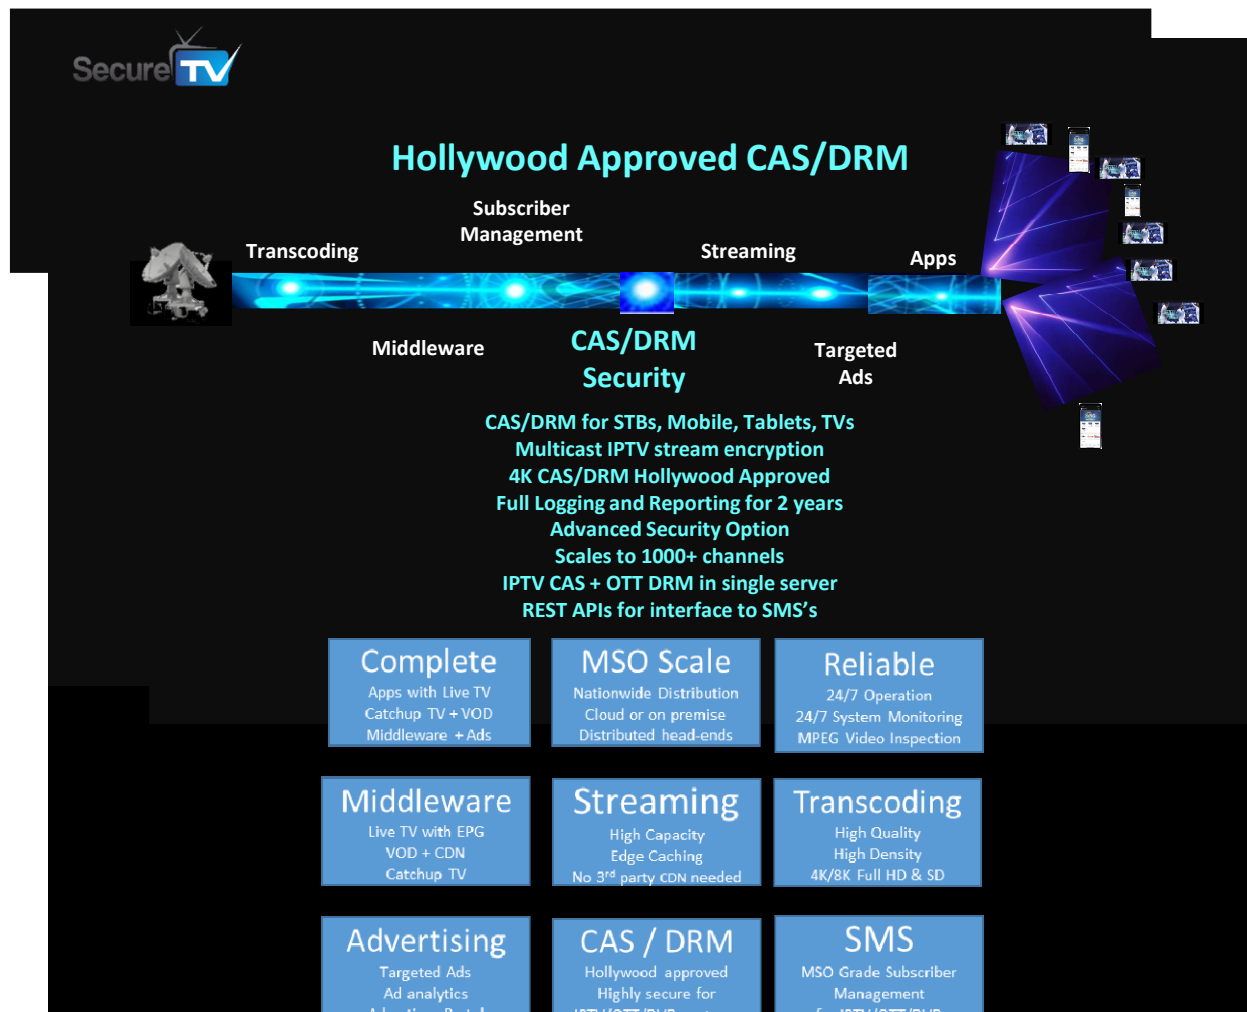 SecureTV
Hollywood Approved CAS/DRM
Subscriber
Management
Transcoding
Streaming
Apps
Middleware
CAS/DRM
Security
Targeted
Ads
CAS/DRM for STBs, Mobile, Tablets, TVs
Multicast IPTV stream encryption
4K CAS/DRM Hollywood Approved
Full Logging and Reporting for 2 years
Advanced Security Option
Scales to 1000+ channels
IPTV CAS + OTT DRM in single server
REST APIs for interface to SMS’s
Complete
Apps with Live TV
Catchup TV + VOD
Middleware + Ads
MSO Scale
Nationwide Distribution
Cloud or on premise
Distributed head-ends
Reliable
24/7 Operation
24/7 System Monitoring
MPEG Video Inspection
Middleware
Live TV with EPG
VOD + CDN
Catchup TV
Streaming
High Capacity
Edge Caching
No 3rd party CDN needed
Transcoding
High Quality
High Density
4K/8K Full HD & SD
Advertising
Targeted Ads
Ad analytics
CAS / DRM
Hollywood approved
Highly secure for
SMS
MSO Grade Subscriber
Management